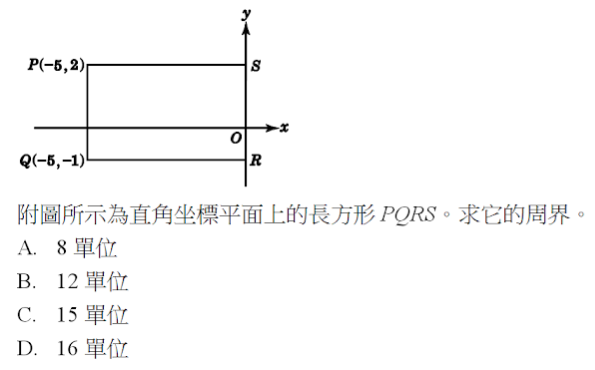 y
P(−5,2)
S
x
O
Q(−5,−1)
R
附圖所示為直角坐標平面上的長方形 PQRS。求它的周界。
A. 8 單位
B. 12 單位
C. 15 單位
D. 16 單位